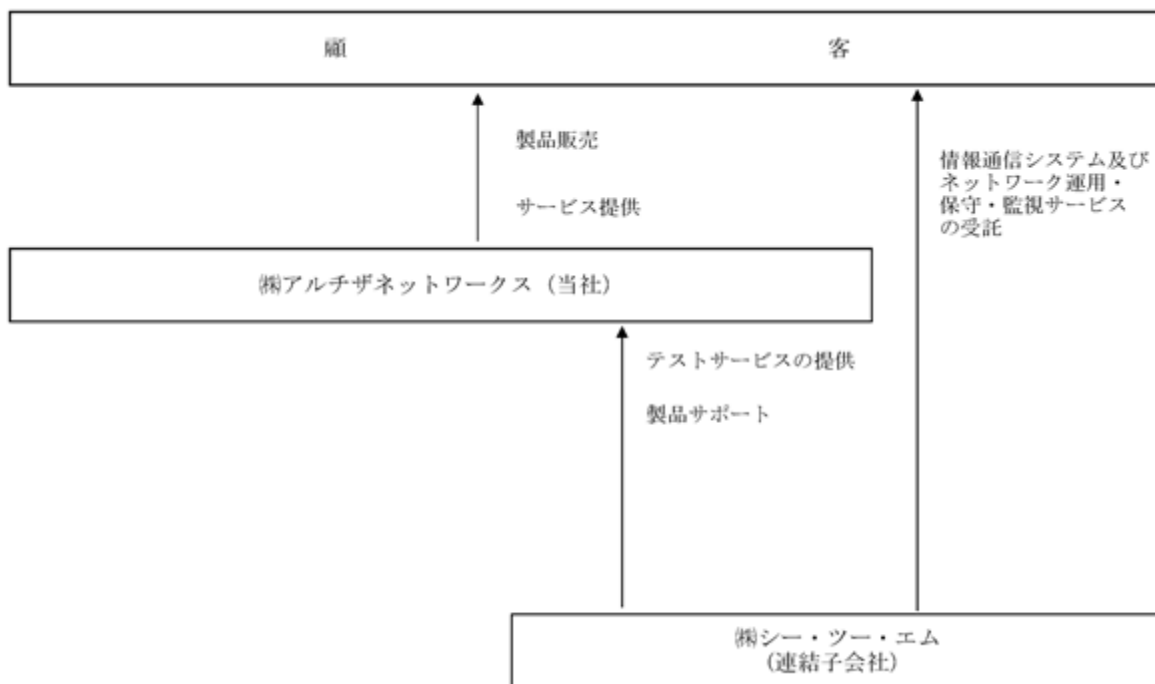 顧 客
製品販売
サービス提供
情報通信システム及び
ネットワーク運用・
保守・監視サービス
の受託
㈱アルチザネットワークス（当社）
テストサービスの提供
製品サポート
㈱シー・ツー・エム
（連結子会社）